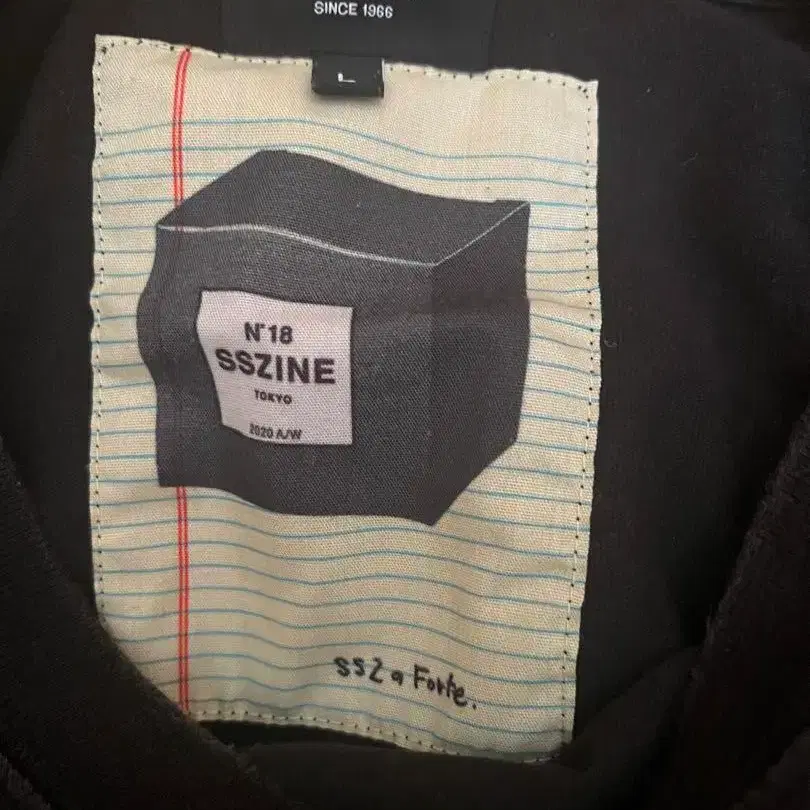 SINCE 1966
L
N°18
SSZINE
TOKYO
2020 A/W
SSZ a Forte.